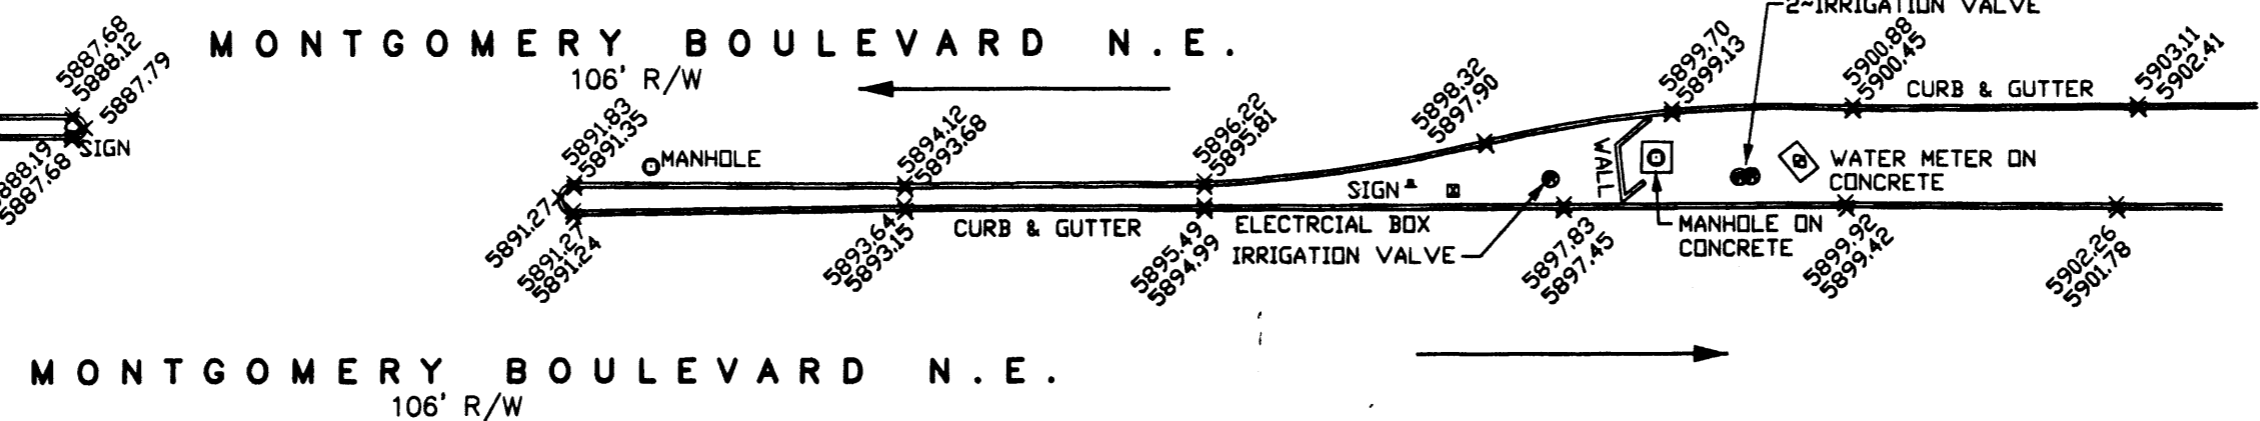 2~IRRIGATION VALVE
MONTGOMERY BOULEVARD N.E.
106' R/W
5887.68
5888.12
5887.79
SIGN
5887.68
5891.83
5891.35
MANHOLE
5894.12
5893.68
5896.22
5895.81
5898.32
5897.90
5899.70
5899.13
5900.88
5900.45
CURB & GUTTER
5903.11
5902.41
WALL
WATER METER ON
CONCRETE
SIGN
5891.27
5891.27
5891.24
5893.64
5893.15
CURB & GUTTER
5895.49
5894.99
ELECTRCIAL BOX
IRRIGATION VALVE
5897.83
5897.45
MANHOLE ON
CONCRETE
5899.92
5899.42
5902.26
5901.78
MONTGOMERY BOULEVARD N.E.
106' R/W